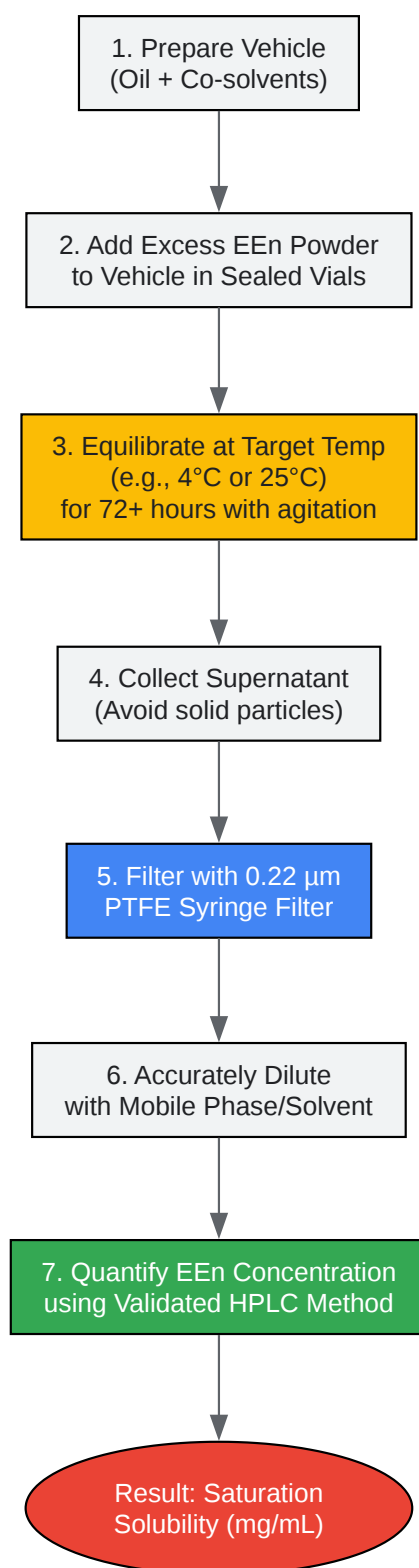 1. Prepare Vehicle
(Oil + Co-solvents)
2. Add Excess EEn Powder
to Vehicle in Sealed Vials
3. Equilibrate at Target Temp
(e.g., 4°C or 25°C)
for 72+ hours with agitation
4. Collect Supernatant
(Avoid solid particles)
5. Filter with 0.22 µm
PTFE Syringe Filter
6. Accurately Dilute
with Mobile Phase/Solvent
7. Quantify EEn Concentration
using Validated HPLC Method
Result: Saturation
Solubility (mg/mL)